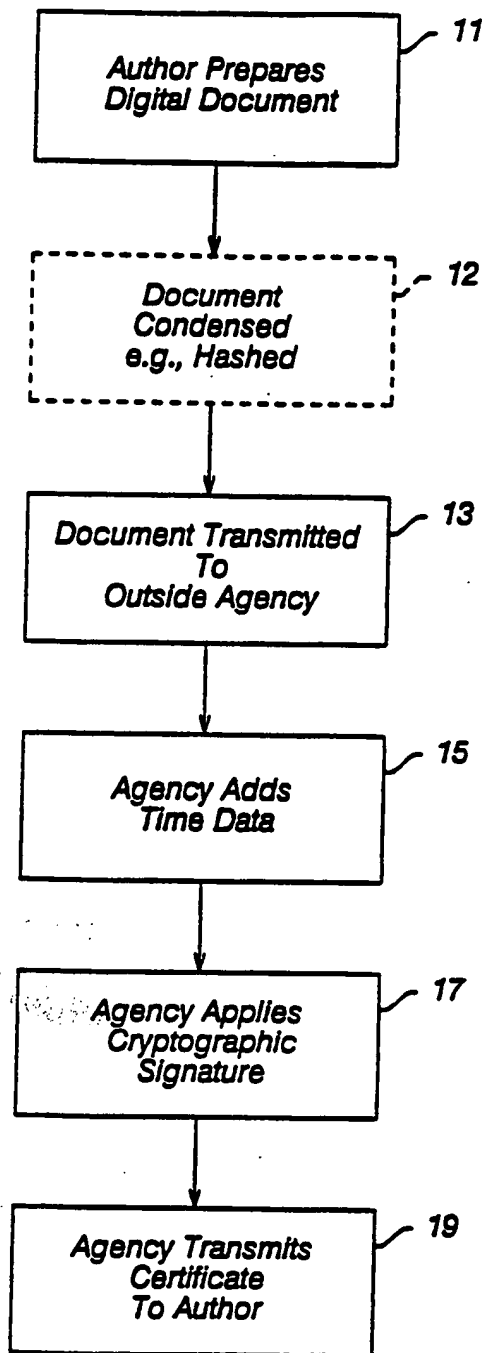 11
Author Prepares
Digital Document
12
Document
Condensed
e.g., Hashed
13
Document Transmitted
To
Outside Agency
15
Agency Adds
Time Data
17
Agency Applies
Cryptographic
Signature
19
Agency Transmits
Certificate
To Author